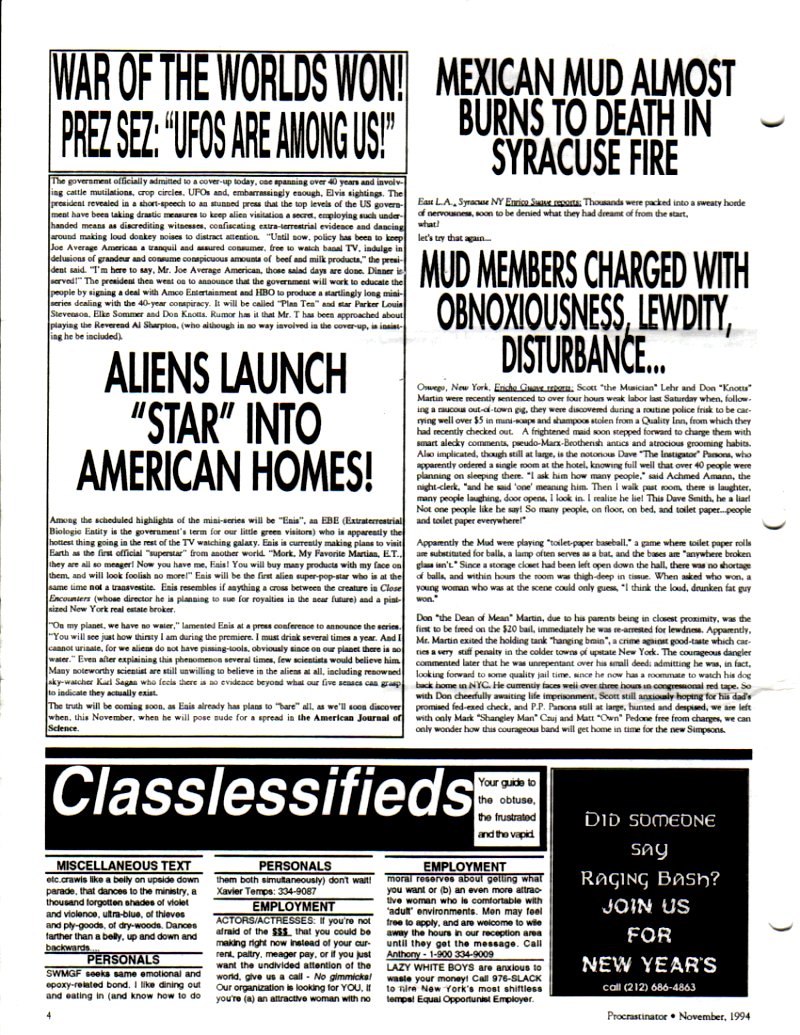 WAR OF THE WORLDS WON!
PREZ SEZ: “UFOS ARE AMONG US!”
The government officially admitted to a cover-up today, one spanning over 40 years and involv-
ing cattle mutilations, crop circles, UFOs and, embarrassingly enough, Elvis sightings. The
president revealed in a short-speech to an stunned press that the top levels of the US govern-
ment have been taking drastic measures to keep alien visitation a secret, employing such under-
handed means as discrediting witnesses, confiscating extra-terrestrial evidence and dancing
around making loud donkey noises to distract attention. “Until now, policy has been to keep
Joe Average American a tranquil and assured consumer, free to watch banal TV, indulge in
delusions of grandeur and consume conspicuous amounts of beef and milk products,” the pre-
dent said. “I’m here to say, Mr. Joe Average American, those salad days are done. Dinner is
served!” The president then went on to announce that the government will work to educate the
people by signing a deal with Amco Entertainment and HBO to produce a startlingly long mini-
series dealing with the 40-year conspiracy. It will be called “Plan Ten” and star Parker Louis
Stevenson, Elke Sommer and Don Knotts. Rumor has it that Mr. T has been approached about
playing the Reverend Al Sharpton, (who although in no way involved in the cover-up, is insist-
ing he be included).
ALIENS LAUNCH
“STAR” INTO
AMERICAN HOMES!
Among the scheduled highlights of the mini-series will be “Enis”, an EBE (Extraterrestrial
Biologic Entity is the government’s term for our little green visitors) who is apparently the
hottest thing going in the rest of the TV watching galaxy. Enis is currently making plans to visit
Earth as the first official “superstar” from another world. “Mork, My Favorite Martian, E.T.,
they are all so meager! Now you have me, Enis! You will buy many products with my face on
them, and will look foolish no more!” Enis will be the first alien super-pop-star who is at the
same time not a transvestite. Enis resembles if anything a cross between the creature in Close
Encounters (whose director he is planning to sue for royalties in the near future) and a pint-
sized New York real estate broker.
“On my planet, we have no water,” lamented Enis at a press conference to announce the series.
“You will see just how thirsty I am during the premiere. I must drink several times a year. And I
cannot urinate, for we aliens do not have pissing-tools, obviously since on our planet there is no
water.” Even after explaining this phenomenon several times, few scientists would believe him.
Many noteworthy scientist are still unwilling to believe in the aliens at all, including renowned
sky-watcher Karl Sagan who feels there is no evidence beyond what our five senses can grasp
to indicate they actually exist.
The truth will be coming soon, as Enis already has plans to “bare” all, as we’ll soon discover
when, this November, when he will pose nude for a spread in the American Journal of
Science.
MEXICAN MUD ALMOST
BURNS TO DEATH IN
SYRACUSE FIRE
East L.A., Syracuse NY Enrico Suave reports: Thousands were packed into a sweaty horde
of nervousness, soon to be denied what they had dreamt of from the start,
what?
let’s try that again...
MUD MEMBERS CHARGED WITH
OBNOXIOUSNESS, LEWDITY,
DISTURBANCE...
Oswego, New York, Ericho Guave reports: Scott “the Musician” Lehr and Don “Knotts”
Martin were recently sentenced to over four hours weak labor last Saturday when, follow-
ing a raucous out-of-town gig, they were discovered during a routine police frisk to be car-
rying well over $5 in mini-soaps and shampoos stolen from a Quality Inn, from which they
had recently checked out. A frightened maid soon stepped forward to charge them with
smart alecky comments, pseudo-Marx-Brotherish antics and atrocious grooming habits.
Also implicated, though still at large, is the notorious Dave “The Instigator” Parsons, who
apparently ordered a single room at the hotel, knowing full well that over 40 people were
planning on sleeping there. “I ask him how many people,” said Achmed Amann, the
night-clerk, “and he said ‘one’ meaning him. Then I walk past room, there is laughter,
many people laughing, door opens, I look in. I realize he lie! This Dave Smith, he a liar!
Not one people like he say! So many people, on floor, on bed, and toilet paper...people
and toilet paper everywhere!”
Apparently the Mud were playing “toilet-paper baseball,” a game where toilet paper rolls
are substituted for balls, a lamp often serves as a bat, and the bases are “anywhere broken
glass isn’t.” Since a storage closet had been left open down the hall, there was no shortage
of balls, and within hours the room was thigh-deep in tissue. When asked who won, a
young woman who was at the scene could only guess, “I think the loud, drunken fat guy
won.”
Don “the Dean of Mean” Martin, due to his parents being in closest proximity, was the
first to be freed on the $20 bail, immediately he was re-arrested for lewdness. Apparently,
Mr. Martin exited the holding tank “hanging brain”, a crime against good-taste which car-
ries a very stiff penalty in the colder towns of upstate New York. The courageous dangler
commented later that he was unrepentant over his small deed; admitting he was, in fact,
looking forward to some quality jail time, since he now has a roommate to watch his dog
back home in NYC. He currently faces well over three hours in congressional red tape. So
with Don cheerfully awaiting life imprisonment, Scott still anxiously hoping for his dad’s
promised fed-exed check, and P.P. Parsons still at large, hunted and despised, we are left
with only Mark “Shangley Man” Czuj and Matt “Own” Pedone free from charges, we can
only wonder how this courageous band will get home in time for the new Simpsons.
Classlessifieds
Your guide to
the obtuse,
the frustrated
and the vapid.
MISCELLANEOUS TEXT
etc.crawls like a belly on upside down
parade, that dances to the ministry, a
thousand forgotten shades of violet
and violence, ultra-blue, of thieves
and ply-goods, of dry-woods. Dances
farther than a belly, up and down and
backwards....
PERSONALS
SWMGF seeks same emotional and
epoxy-related bond. I like dining out
and eating in (and know how to do
them both simultaneously) don’t wait!
Xavier Temps: 334-9087
EMPLOYMENT
ACTORS/ACTRESSES: If you’re not
afraid of the $$$ that you could be
making right now instead of your cur-
rent, paltry, meager pay, or if you just
want the undivided attention of the
world, give us a call - No gimmicks!
Our organization is looking for YOU, if
you’re (a) an attractive woman with no
EMPLOYMENT
moral reserves about getting what
you want or (b) an even more attrac-
tive woman who is comfortable with
‘adult’ environments. Men may feel
free to apply, and are welcome to wile
away the hours in our reception area
until they get the message. Call
Anthony - 1-900 334-9009
LAZY WHITE BOYS are anxious to
waste your money! Call 976-SLACK
to hire New York’s most shiftless
temps! Equal Opportunist Employer.
Did someone
say
Raging Bash?
JOIN US
FOR
NEW YEAR’S
call (212) 686-4863
4
Procrastinator • November, 1994